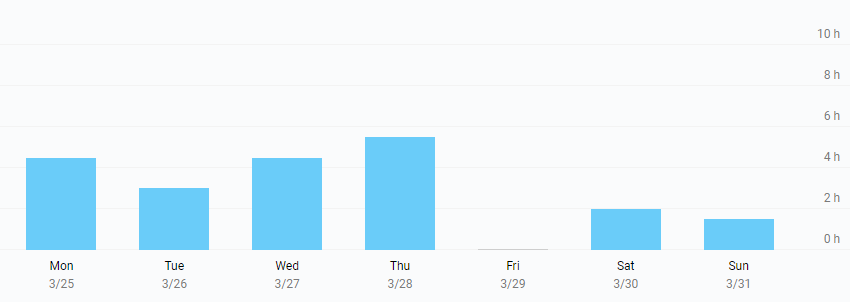 10 h
8 h
6 h
4 h
2 h
0 h
Mon Tue Wed Thu Fri Sat Sun
3/25 3/26 3/27 3/28 3/29 3/30 3/31